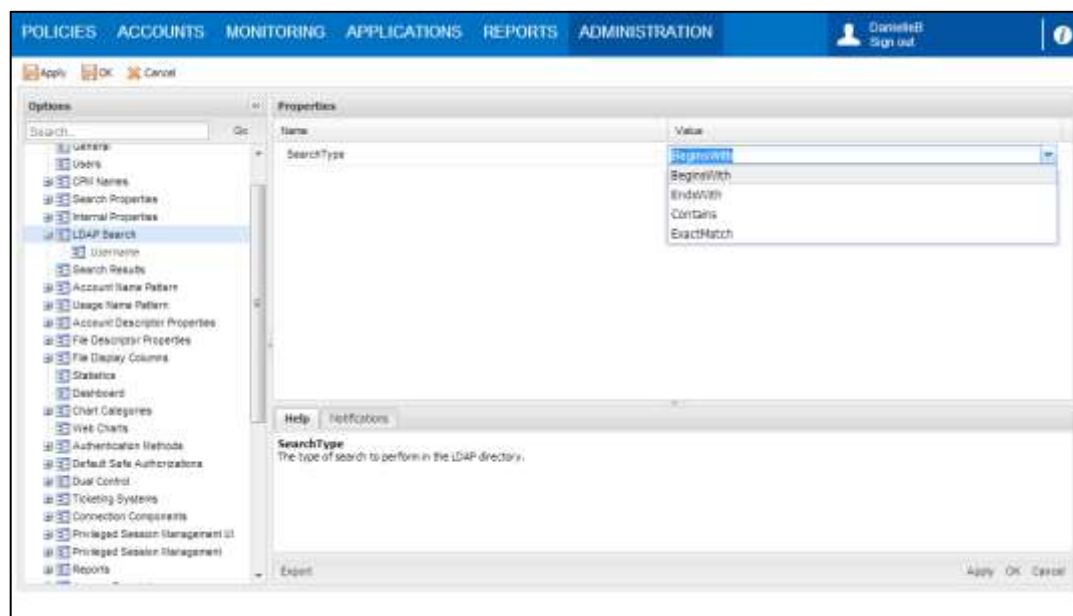 POLICIES ACCOUNTS MONITORING APPLICATIONS REPORTS ADMINISTRATION
DanielleB
Sign out
Apply OK Cancel
Options
Properties
Search... Go
Name Value
General
SearchType BeginsWith
Users
BeginsWith
CPM Names
EndsWith
Search Properties
Contains
Internal Properties
ExactMatch
LDAP Search
Username
Search Results
Account Name Pattern
Usage Name Pattern
Account Descriptor Properties
File Descriptor Properties
File Display Columns
Statistics
Dashboard
Chart Categories
Web Charts
Authentication Methods
Default Safe Authorizations
Dual Control
Ticketing Systems
Connection Components
Privileged Session Management UI
Privileged Session Management
Reports
Help Notifications
SearchType
The type of search to perform in the LDAP directory.
Export Apply OK Cancel